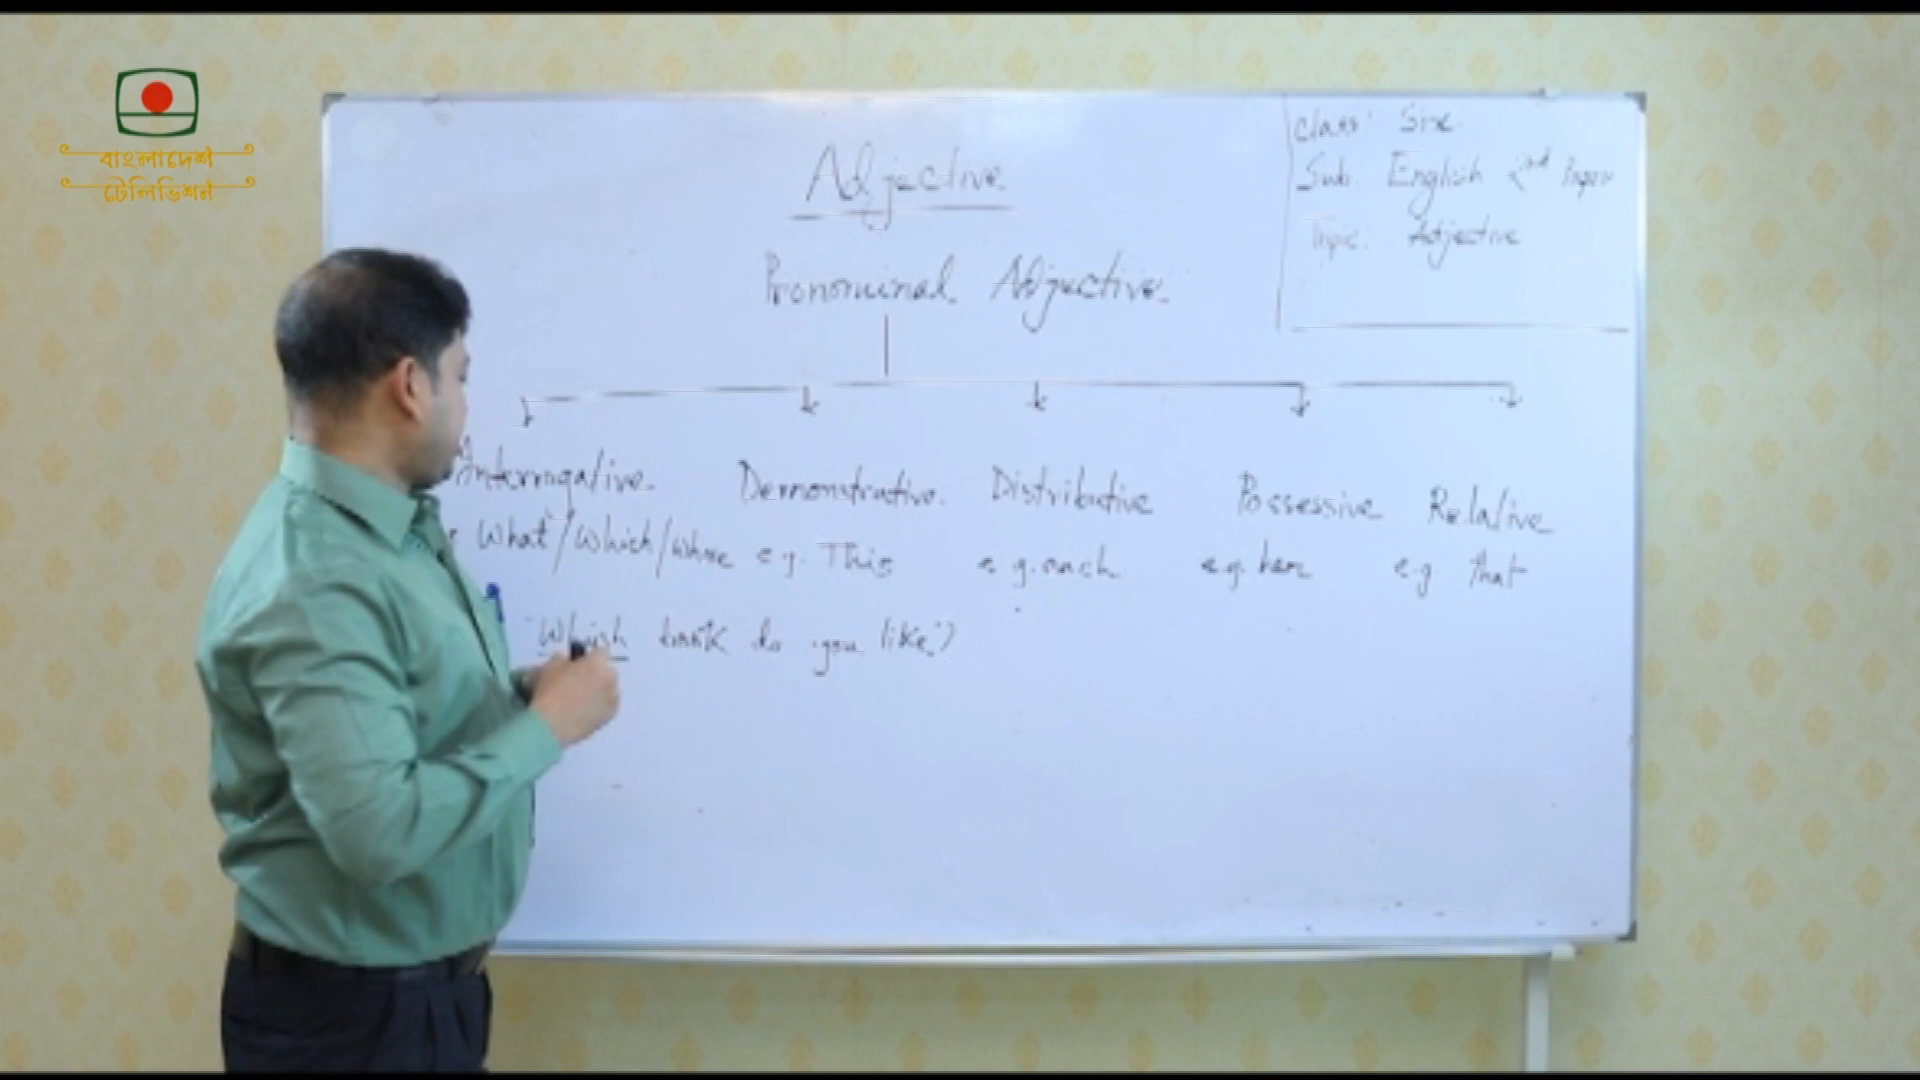 বাংলাদেশ
টেলিভিশন
Class: Six
Sub. English 2nd Paper
Topic. Adjective
Adjective
Pronominal Adjective
Interrogative Demonstrative Distributive Possessive Relative
What/Which/Whose e.g. This e.g. each e.g. her e.g that
Which book do you like?